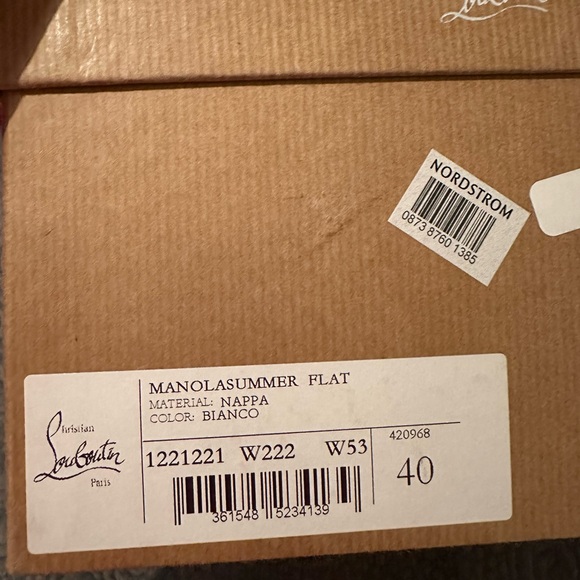 Louboutin
NORDSTROM
0873 8760 1385
Christian
Louboutin
Paris
MANOLASUMMER FLAT
MATERIAL: NAPPA
COLOR: BIANCO
1221221 W222 W53
420968
40
361548 5234139